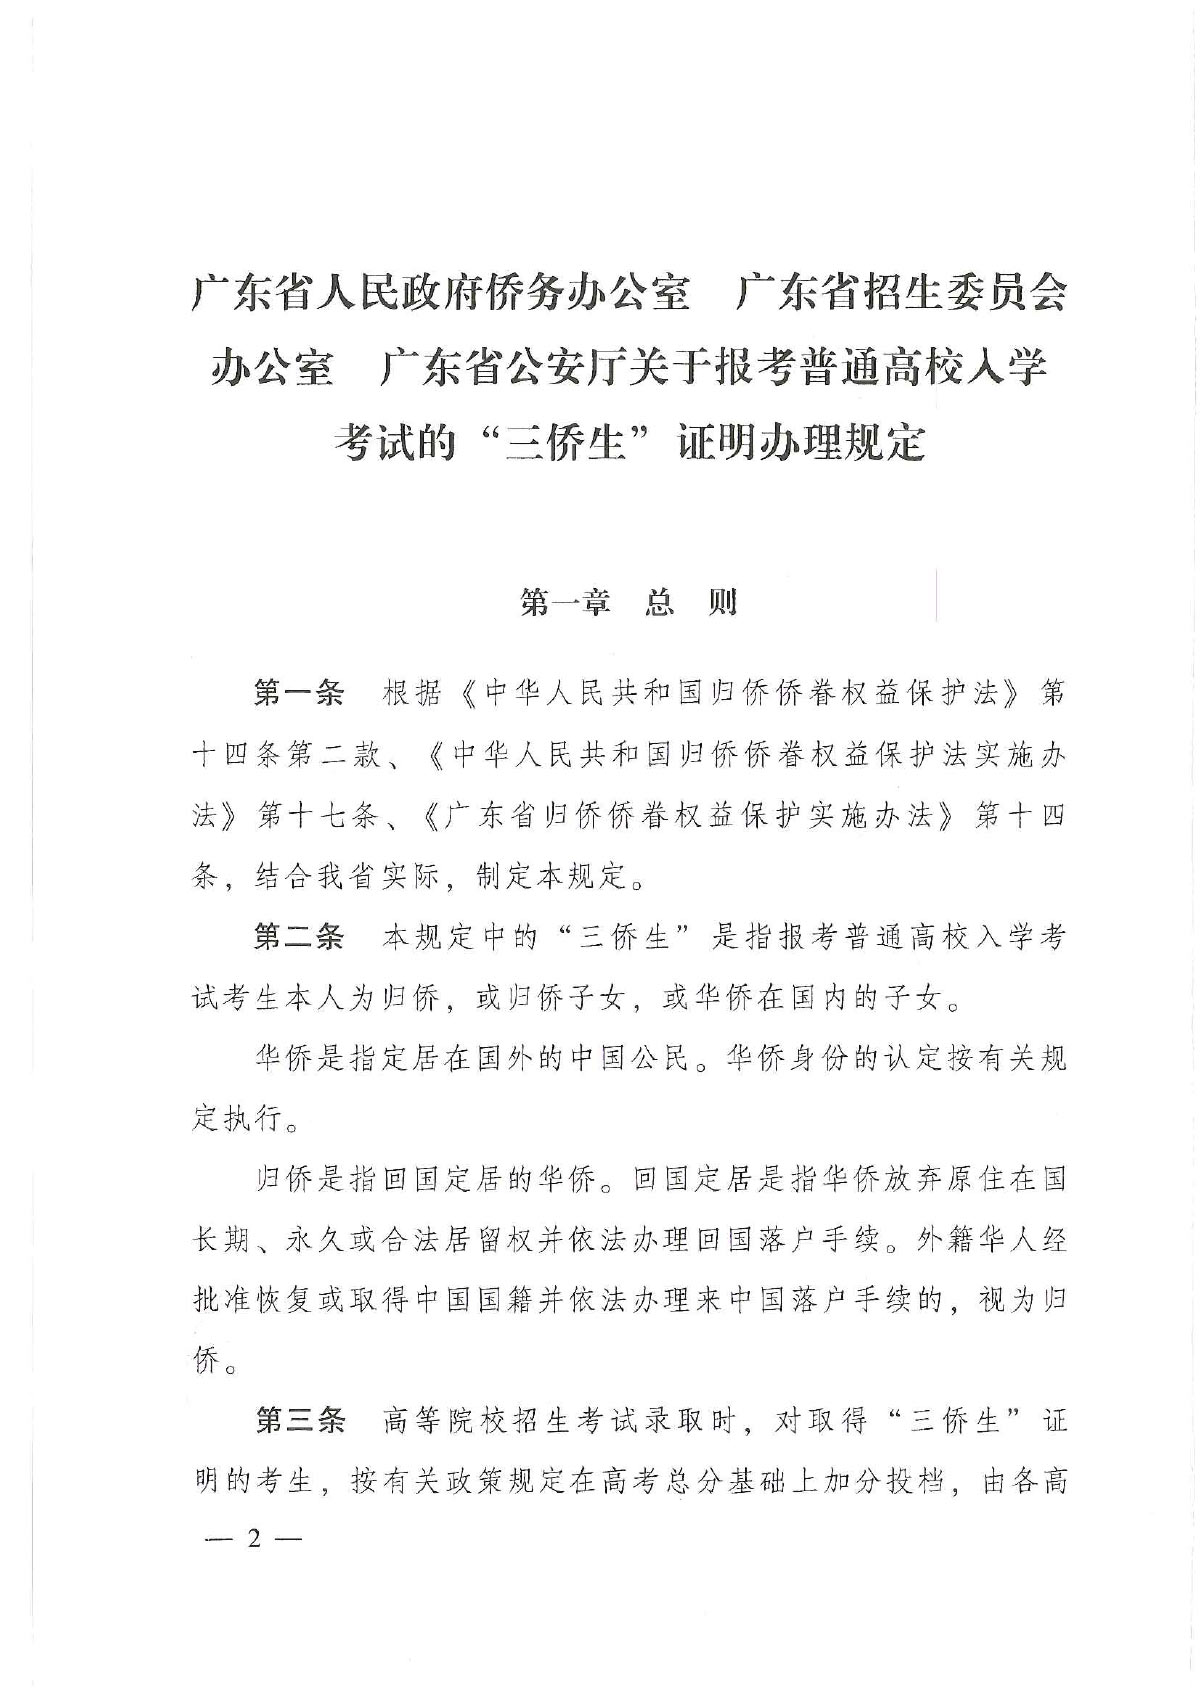 广东省人民政府侨务办公室　广东省招生委员会
办公室　广东省公安厅关于报考普通高校入学
考试的“三侨生”证明办理规定
第一章　总　则
第一条　根据《中华人民共和国归侨侨眷权益保护法》第
十四条第二款、《中华人民共和国归侨侨眷权益保护法实施办
法》第十七条、《广东省归侨侨眷权益保护实施办法》第十四
条，结合我省实际，制定本规定。
第二条　本规定中的“三侨生”是指报考普通高校入学考
试考生本人为归侨，或归侨子女，或华侨在国内的子女。
华侨是指定居在国外的中国公民。华侨身份的认定按有关规
定执行。
归侨是指回国定居的华侨。回国定居是指华侨放弃原住在国
长期、永久或合法居留权并依法办理回国落户手续。外籍华人经
批准恢复或取得中国国籍并依法办理来中国落户手续的，视为归
侨。
第三条　高等院校招生考试录取时，对取得“三侨生”证
明的考生，按有关政策规定在高考总分基础上加分投档，由各高
— 2 —